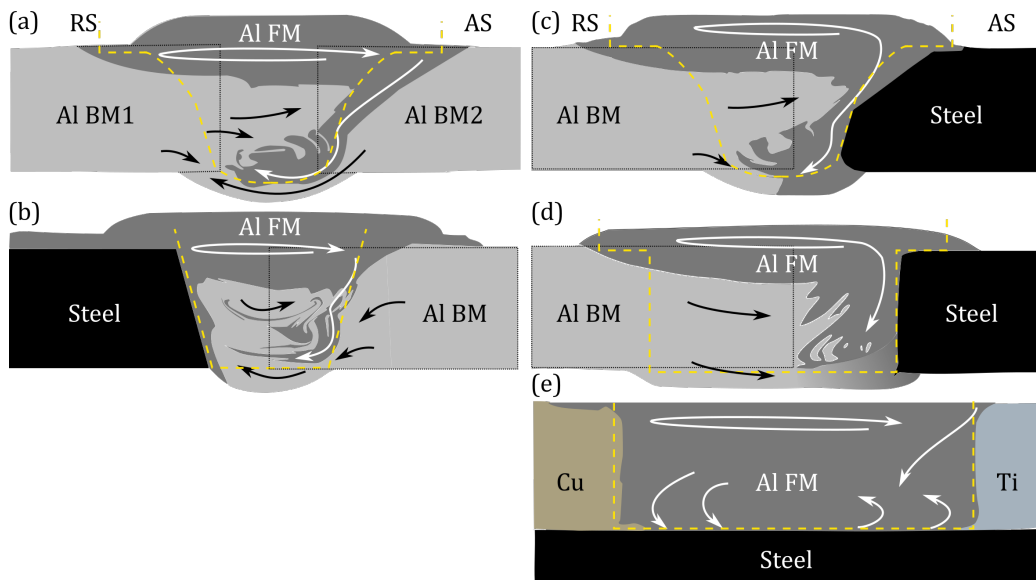 (a) RS Al FM AS
Al BM1 Al BM2
(b) Al FM
Steel Al BM
(c) RS AS
Al FM
Al BM Steel
(d)
Al FM
Al BM Steel
(e)
Cu Al FM Ti
Steel